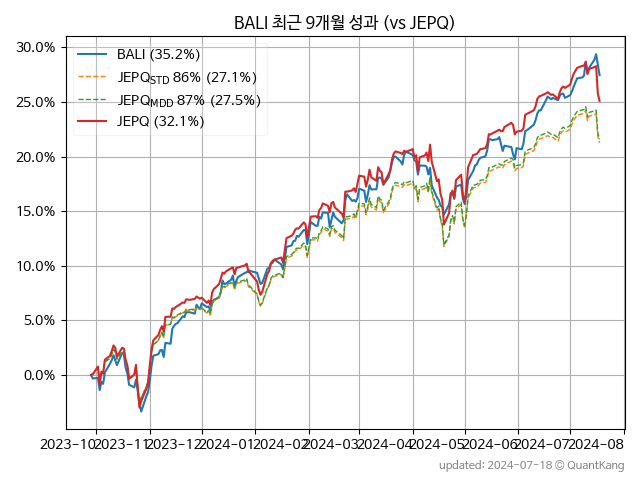 BALI 최근 9개월 성과 (vs JEPQ)
BALI (35.2%)
JEPQSTD 86% (27.1%)
JEPQMDD 87% (27.5%)
JEPQ (32.1%)
30.0%
25.0%
20.0%
15.0%
10.0%
5.0%
0.0%
2023-10 2023-11 2023-12 2024-01 2024-02 2024-03 2024-04 2024-05 2024-06 2024-07 2024-08
updated: 2024-07-18 © QuantKang